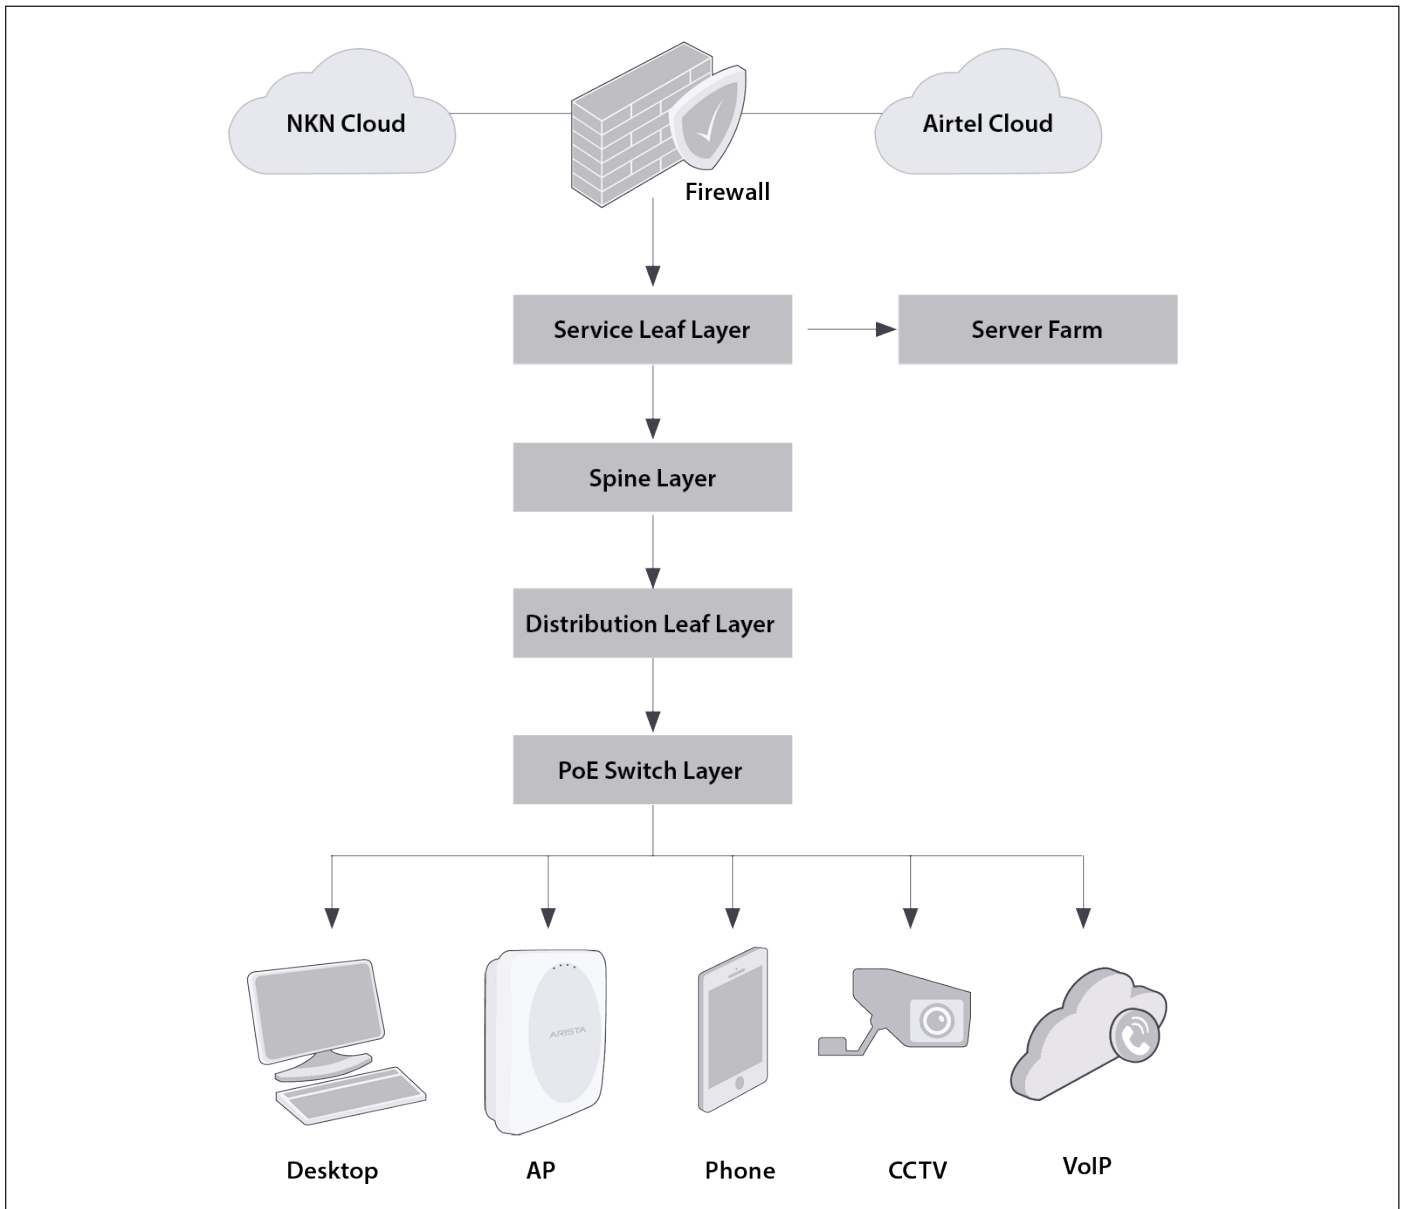 NKN Cloud
Airtel Cloud
Firewall
Service Leaf Layer
Server Farm
Spine Layer
Distribution Leaf Layer
PoE Switch Layer
ARISTA
Desktop
AP
Phone
CCTV
VoIP